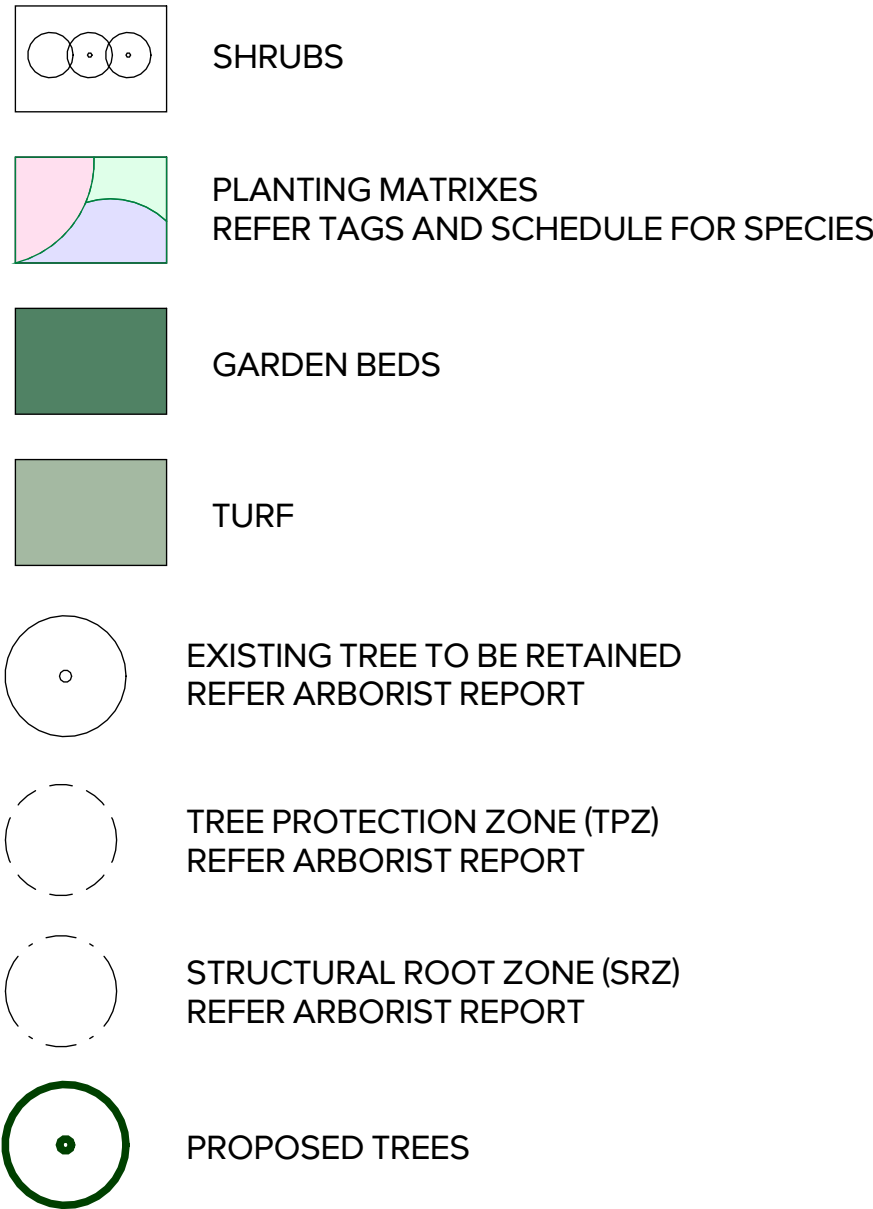 SHRUBS
PLANTING MATRIXES
REFER TAGS AND SCHEDULE FOR SPECIES
GARDEN BEDS
TURF
EXISTING TREE TO BE RETAINED
REFER ARBORIST REPORT
TREE PROTECTION ZONE (TPZ)
REFER ARBORIST REPORT
STRUCTURAL ROOT ZONE (SRZ)
REFER ARBORIST REPORT
PROPOSED TREES